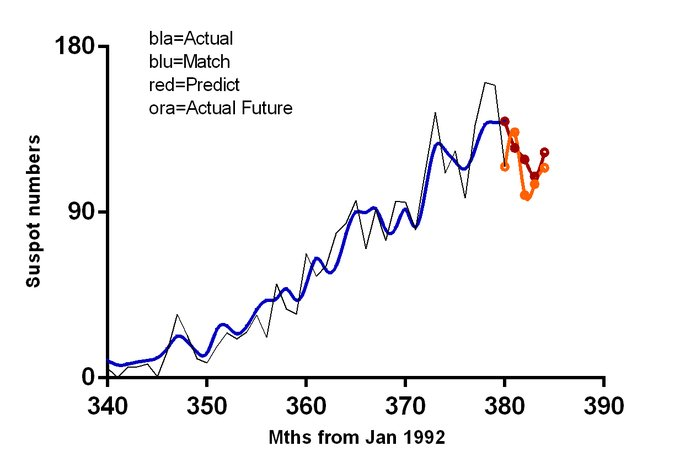 180
bla=Actual
blu=Match
red=Predict
ora=Actual Future
90
Suspot numbers
0
340 350 360 370 380 390
Mths from Jan 1992